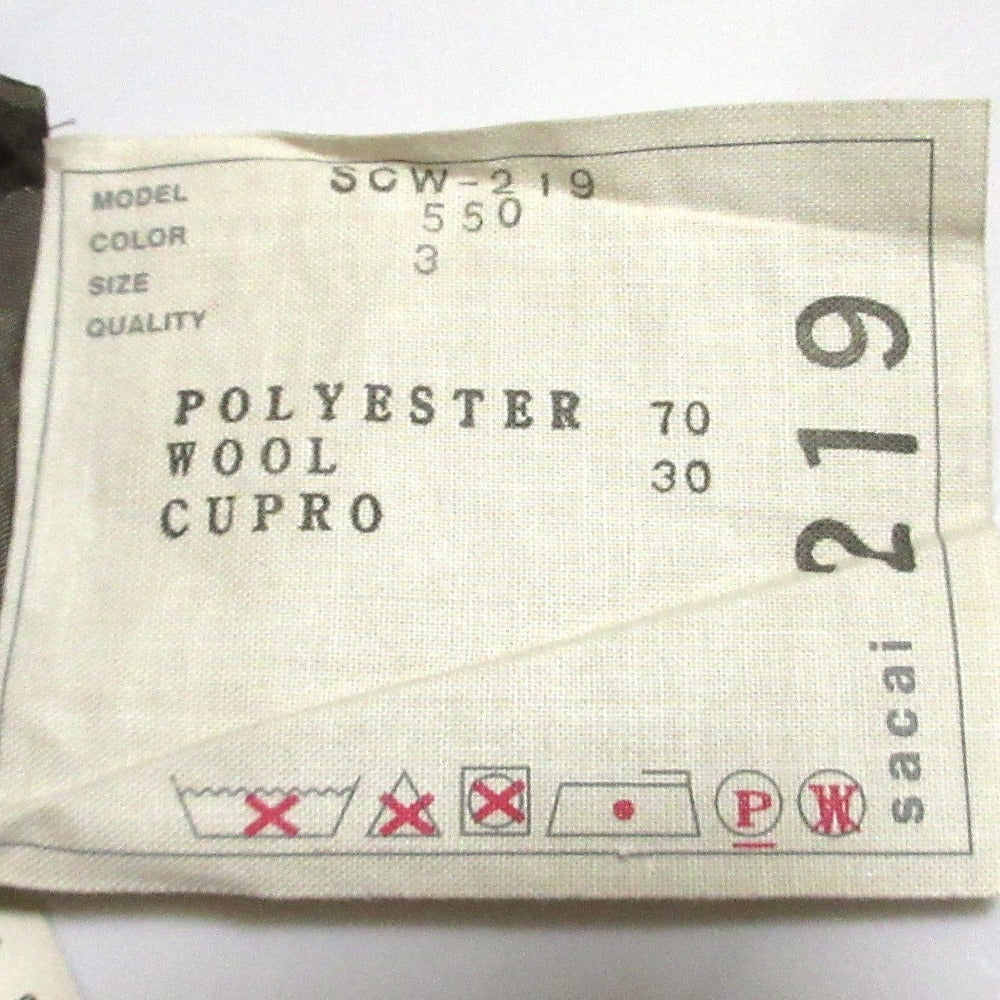 MODEL SCW-219
COLOR 550
SIZE 3
QUALITY
POLYESTER 70
WOOL 30
CUPRO
P
W
sacai 219